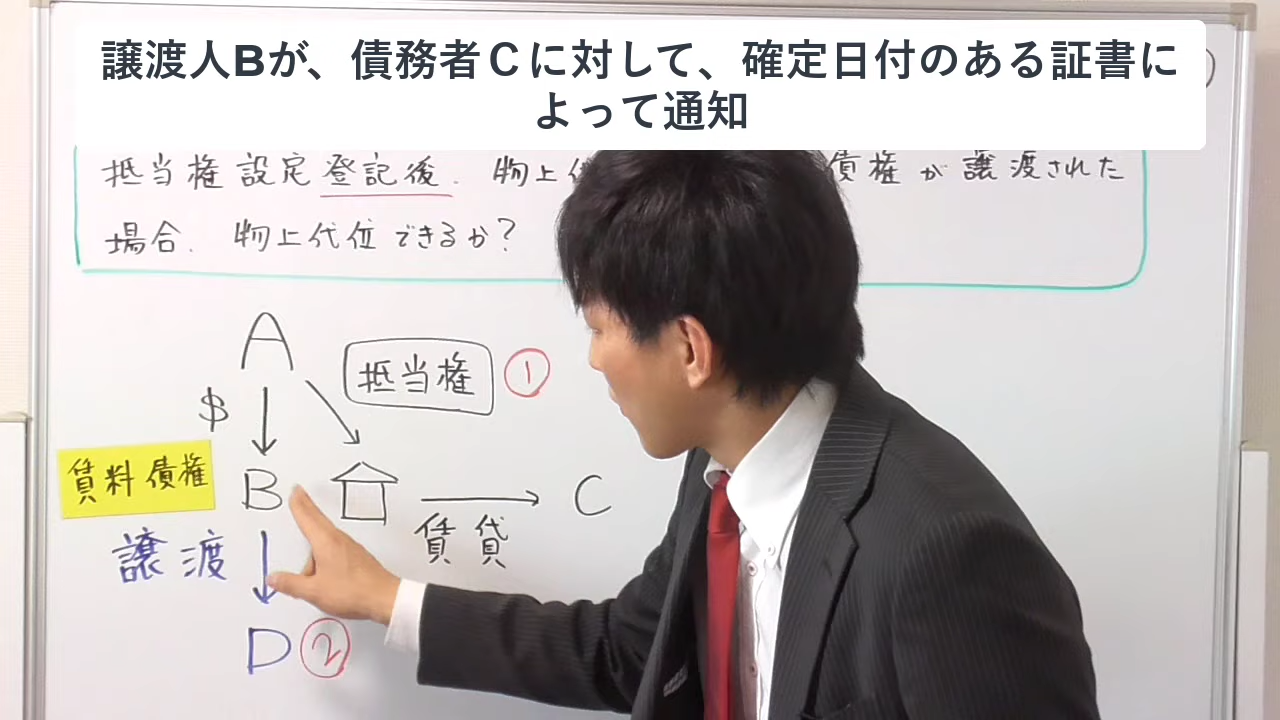 譲渡人Bが、債務者Ｃに対して、確定日付のある証書に
よって通知
抵当権設定登記後、物上 債権が譲渡された
場合、物上代位できるか?
A
抵当権 ①
$
賃料債権 B C
賃貸
譲渡
D ②